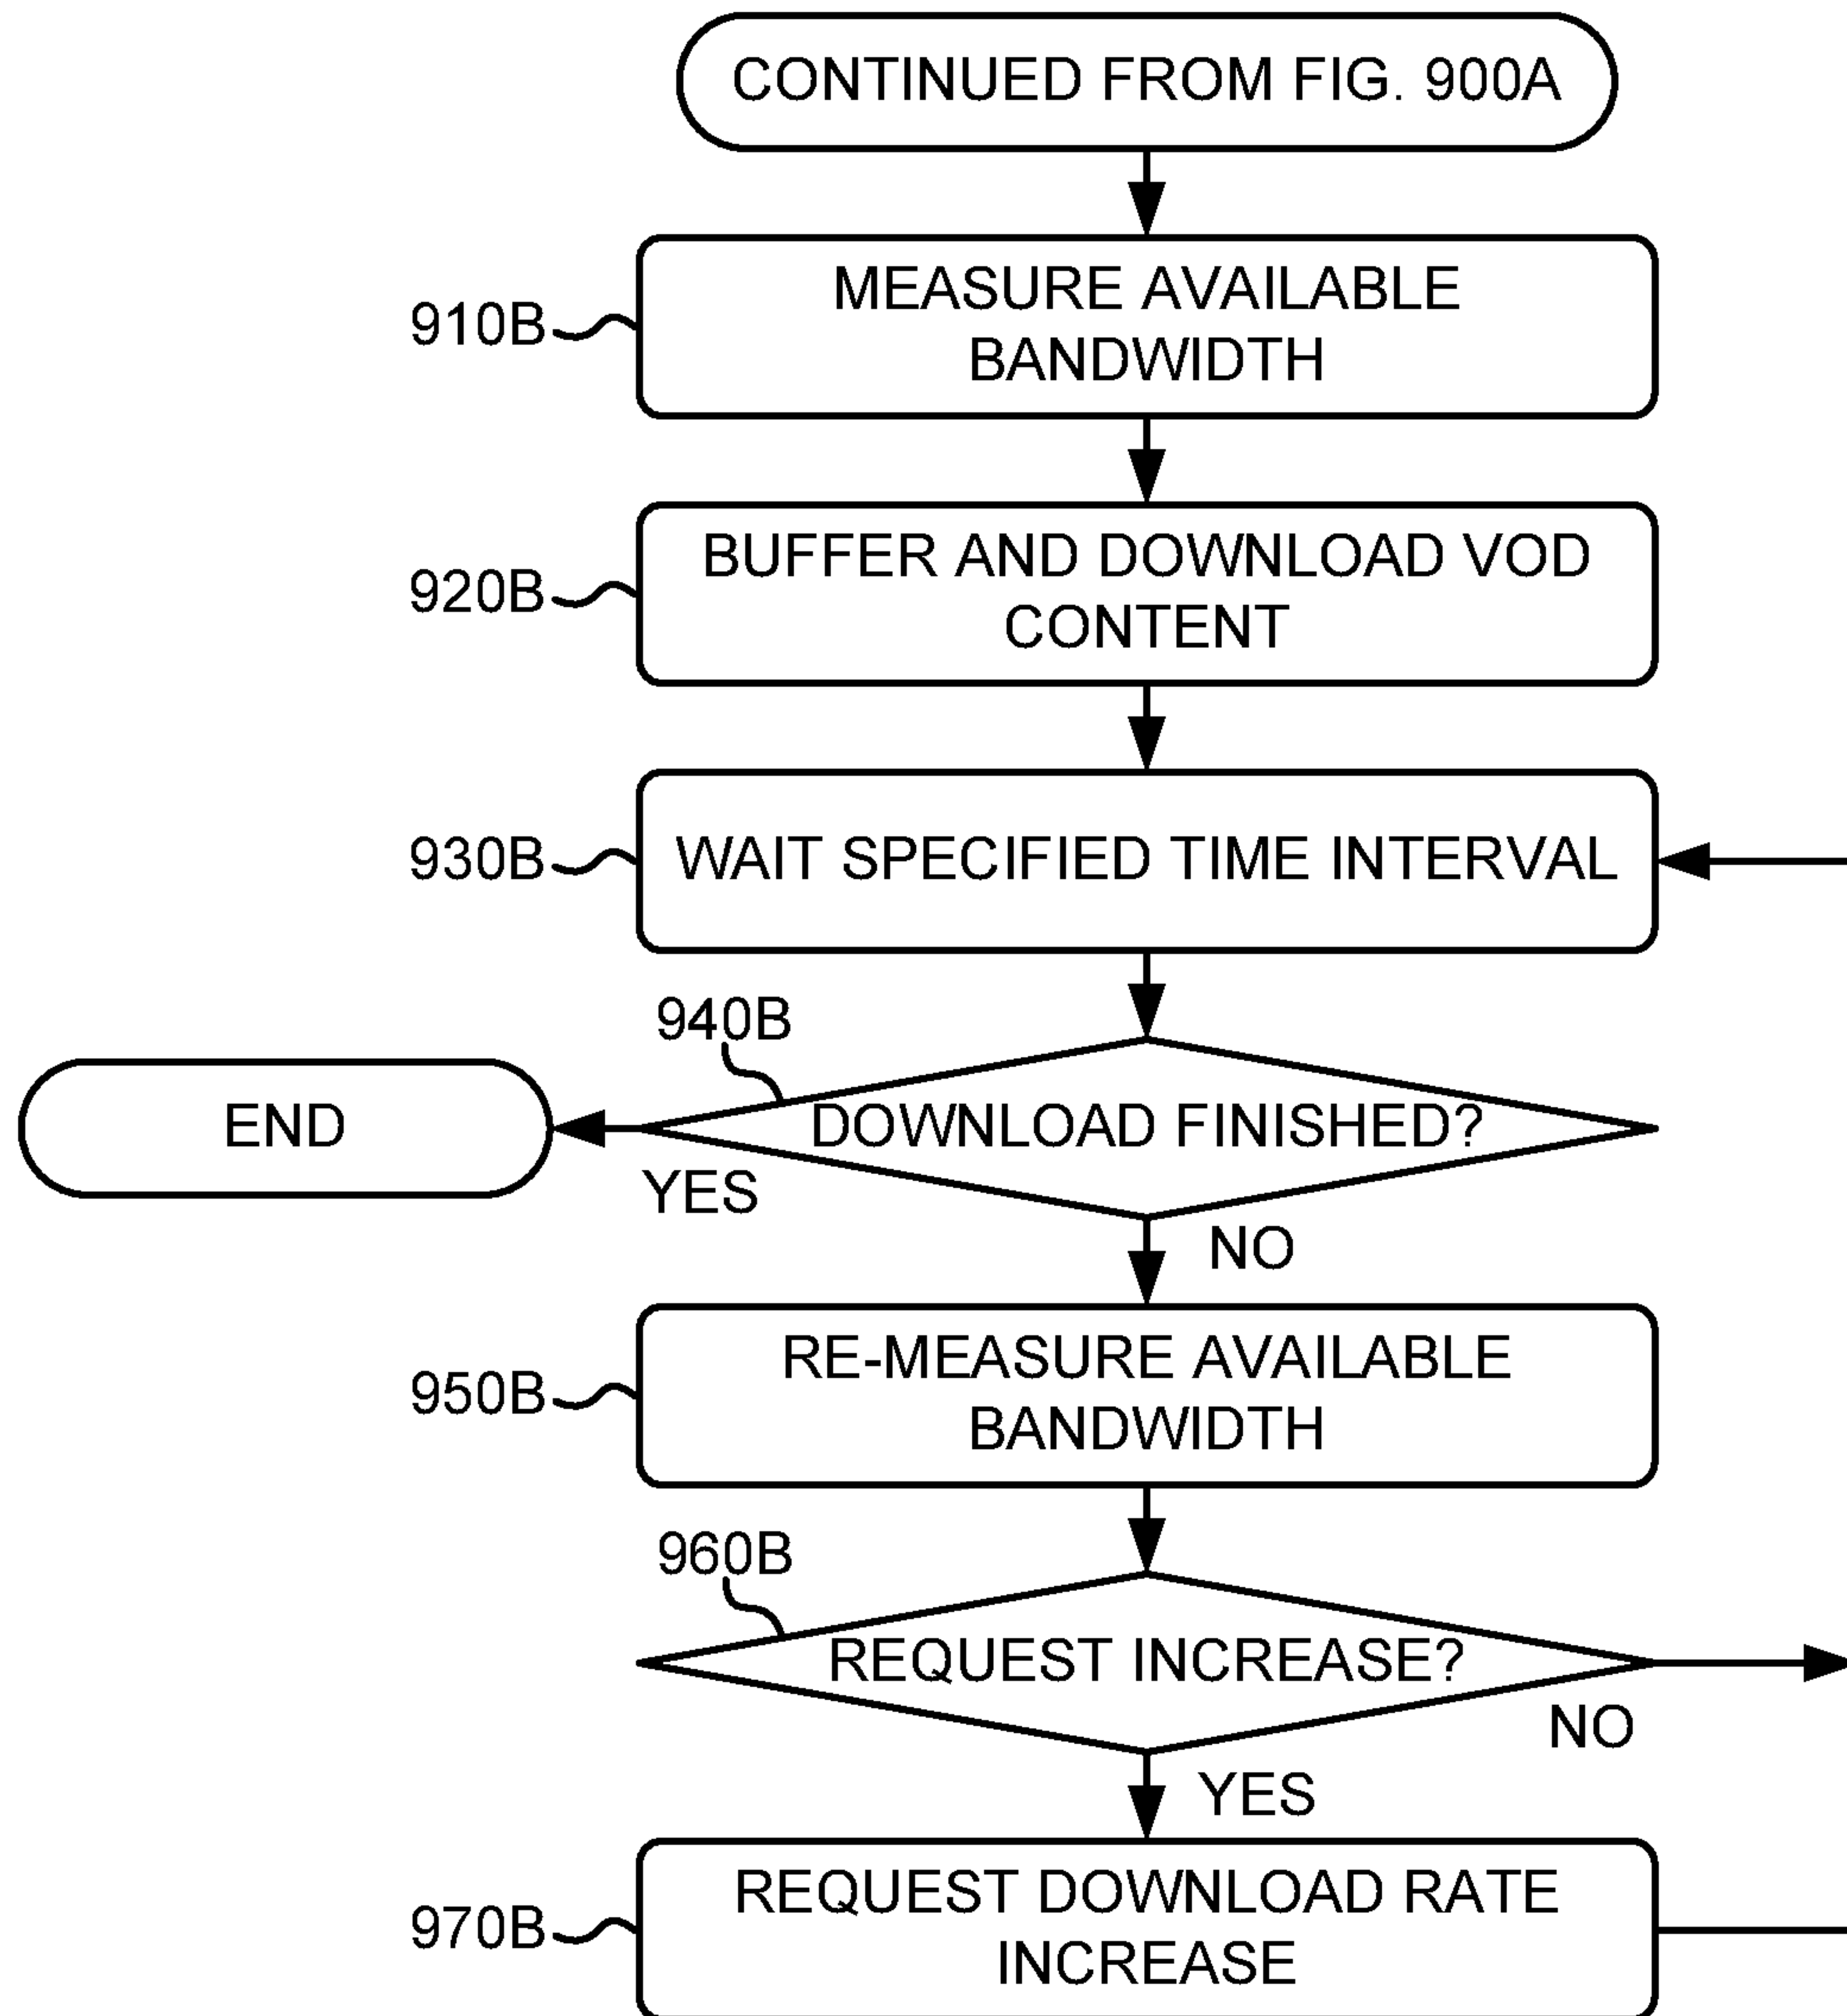 CONTINUED FROM FIG. 900A
MEASURE AVAILABLE
BANDWIDTH
910B
BUFFER AND DOWNLOAD VOD
CONTENT
920B
WAIT SPECIFIED TIME INTERVAL
930B
940B
DOWNLOAD FINISHED?
END
YES
NO
RE-MEASURE AVAILABLE
BANDWIDTH
950B
960B
REQUEST INCREASE?
NO
YES
REQUEST DOWNLOAD RATE
INCREASE
970B